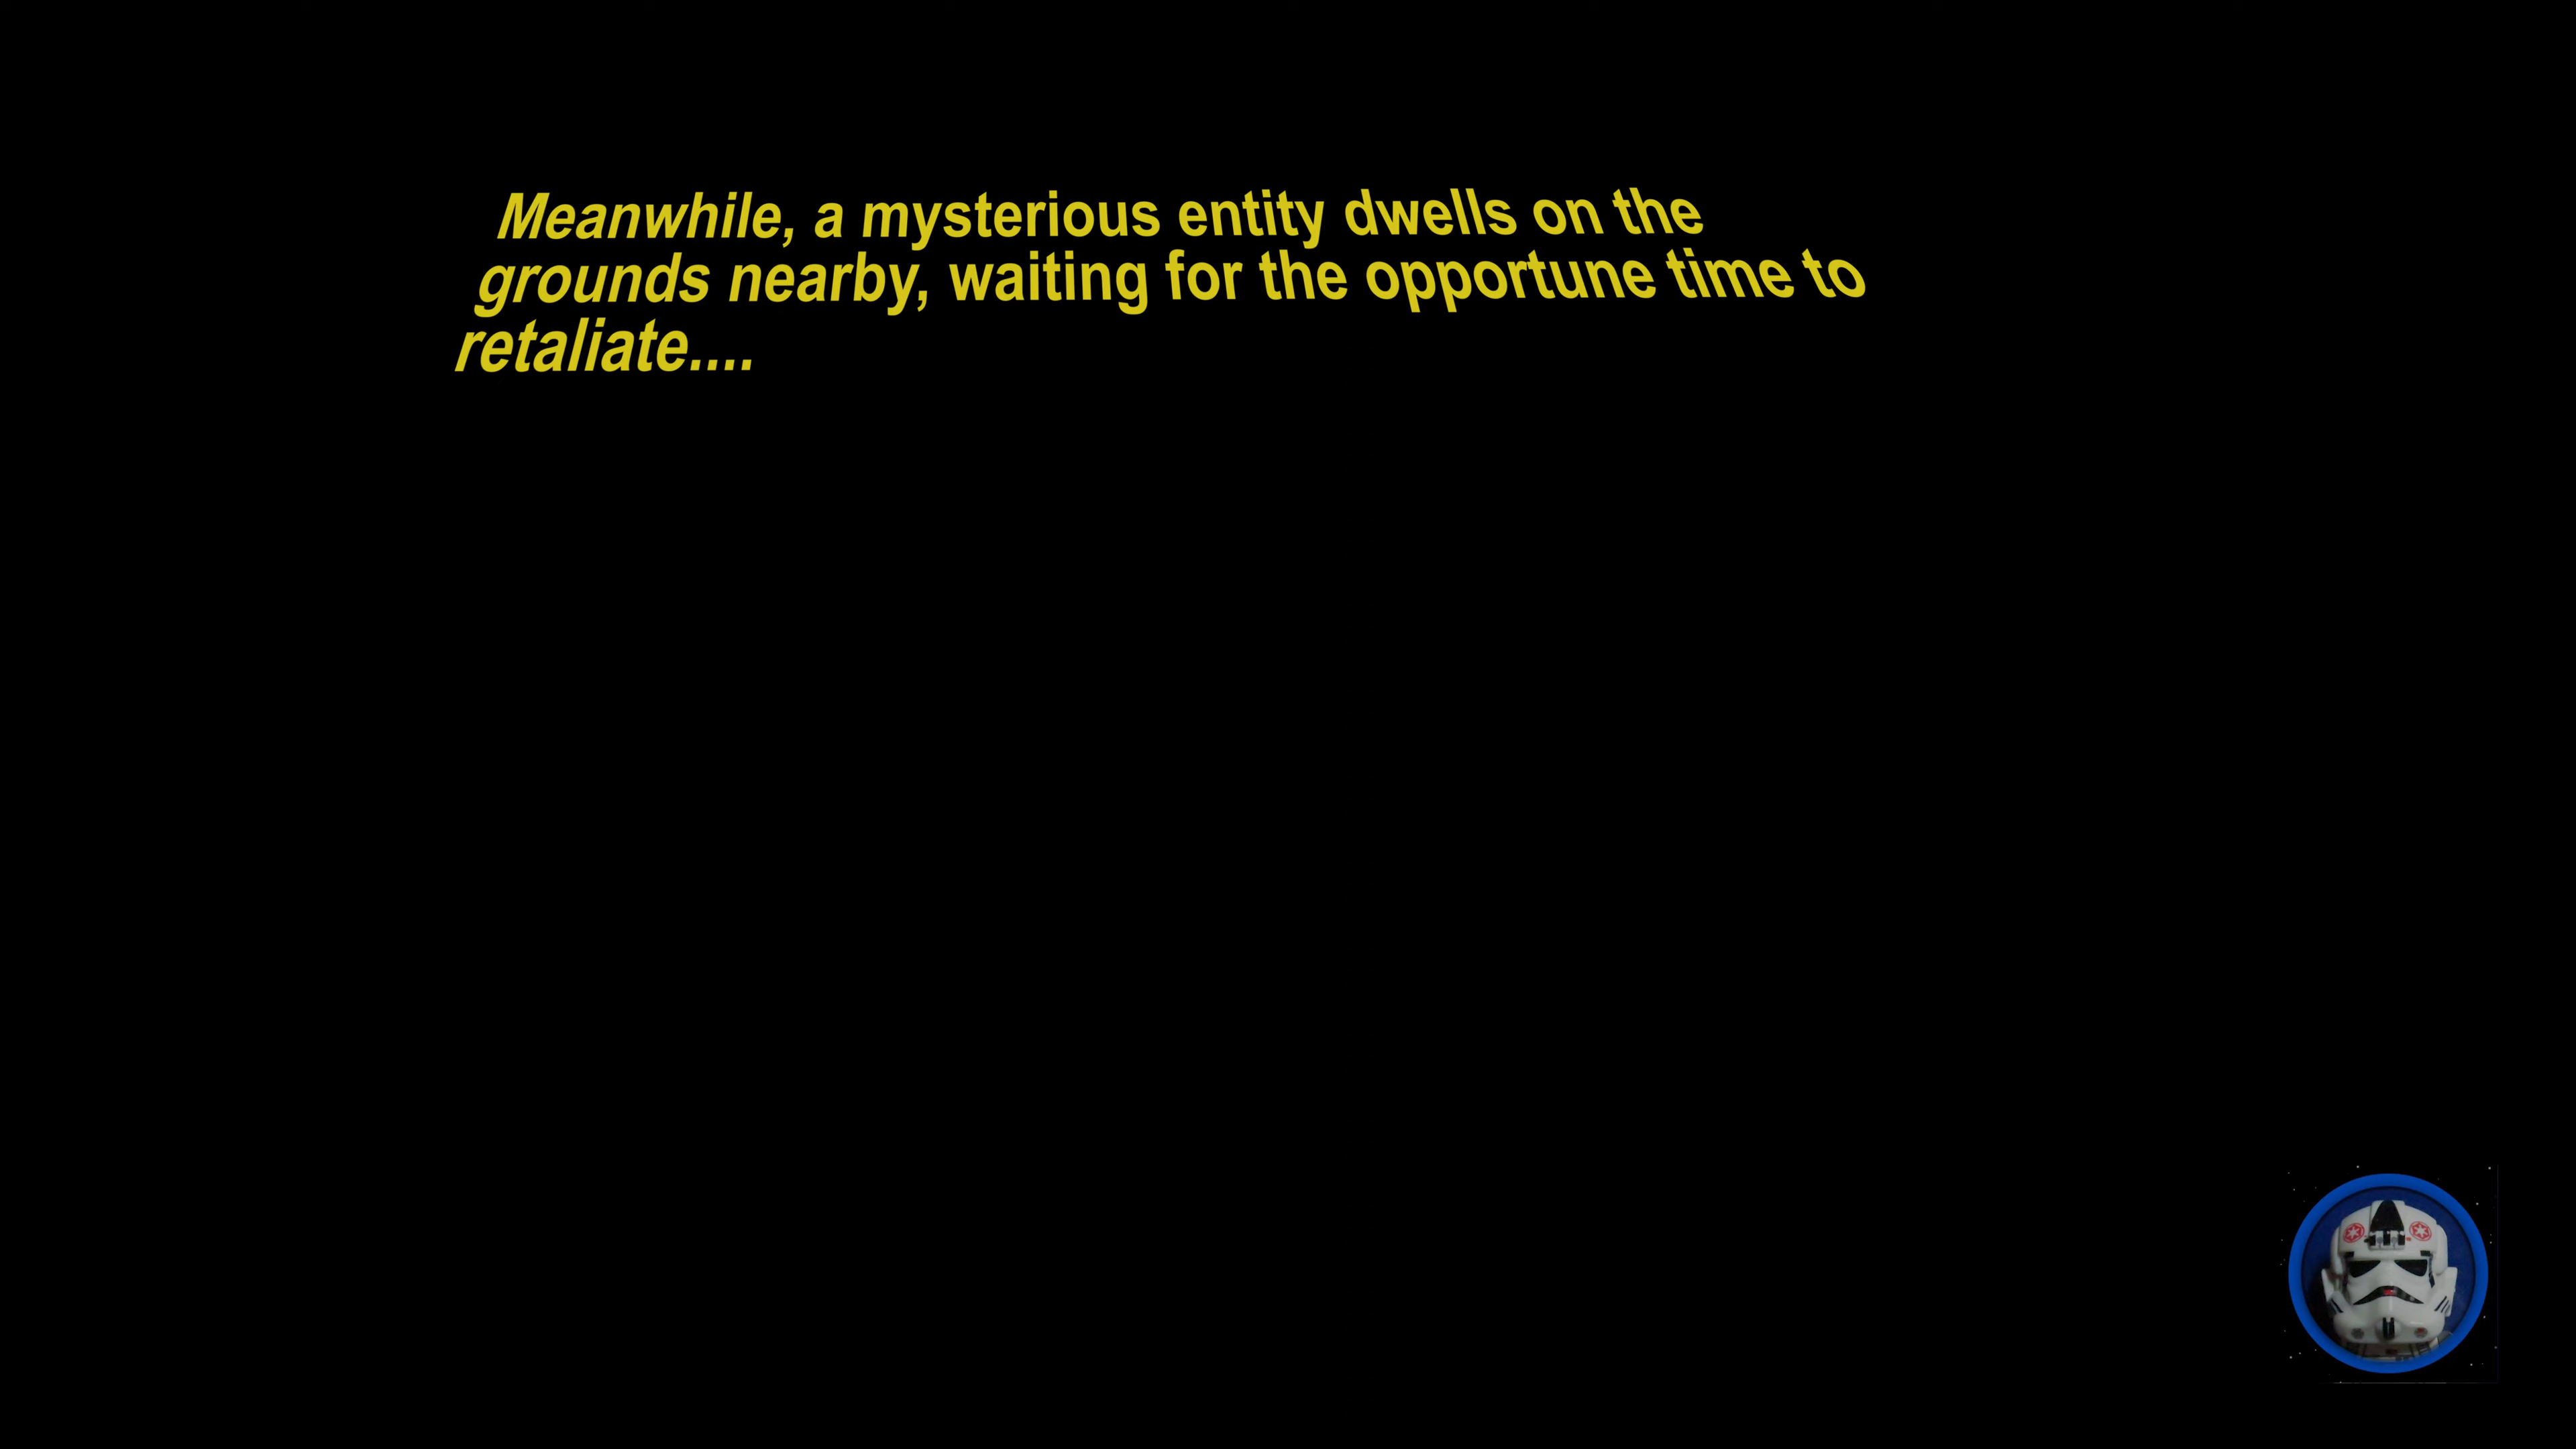 Meanwhile, a mysterious entity dwells on the
grounds nearby, waiting for the opportune time to
retaliate....